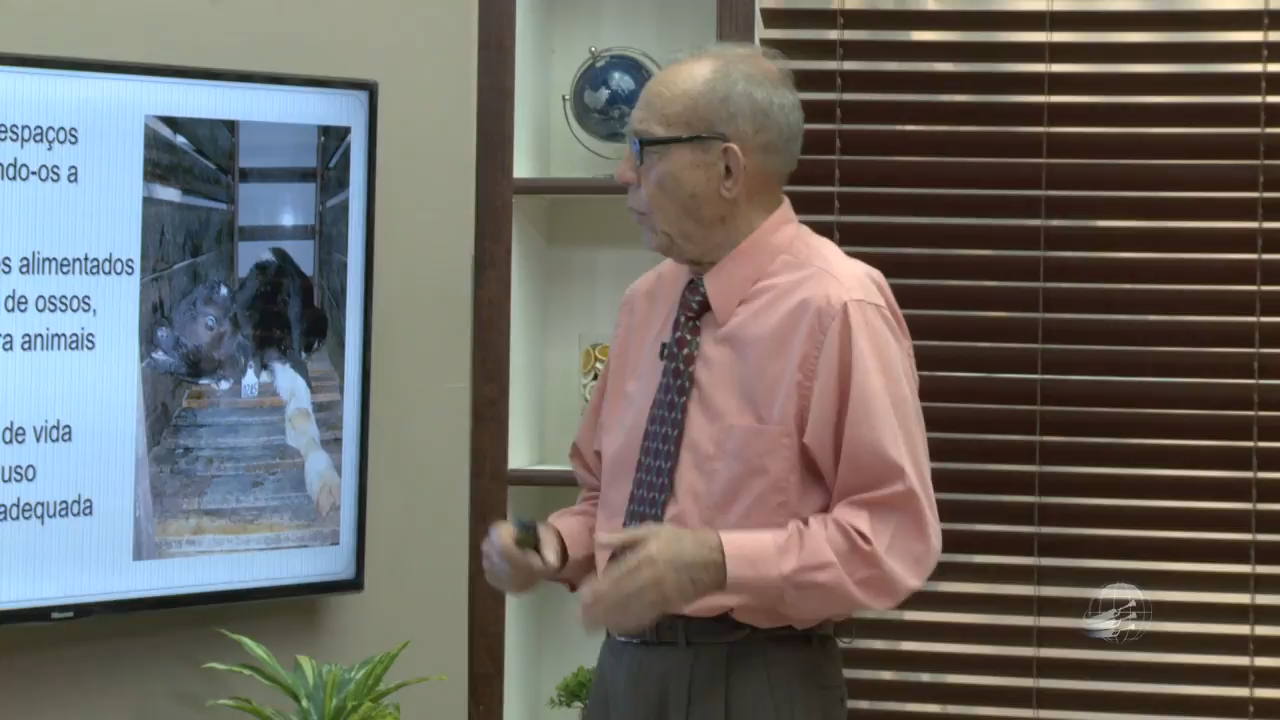 espaços
ndo-os a
s alimentados
de ossos,
ra animais
de vida
uso
adequada